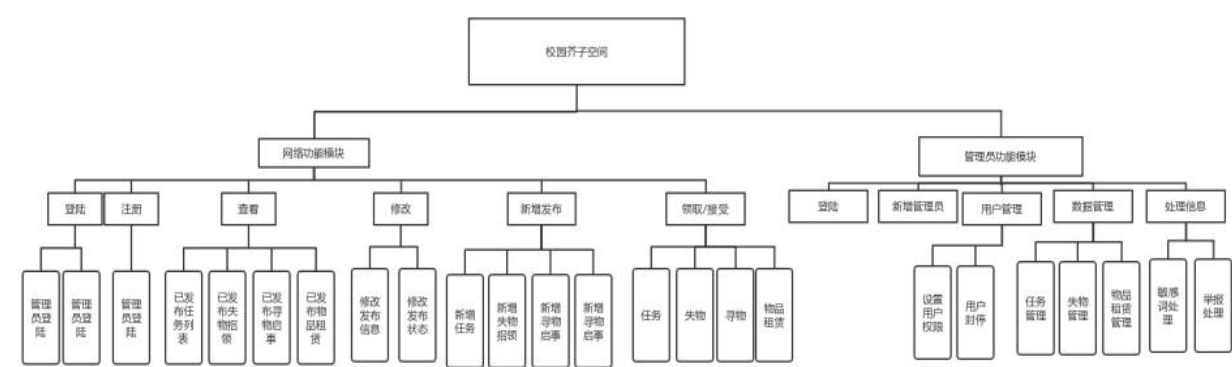 校园芥子空间
网络功能模块
管理员功能模块
登陆
注册
查看
修改
新增发布
领取/接受
登陆
新增管理员
用户管理
数据管理
处理信息
管理
员登
陆
管理
员登
陆
管理
员登
陆
已发
布任
务列
表
已发
布失
物招
领
已发
布寻
物启
事
已发
布物
品租
赁
修改
发布
信息
修改
发布
状态
新增
任务
新增
失物
招领
新增
寻物
启事
新增
寻物
启事
任务
失物
寻物
物品
租赁
设置
用户
权限
用户
封停
任务
管理
失物
管理
物品
租赁
管理
敏感
词处
理
举报
处理